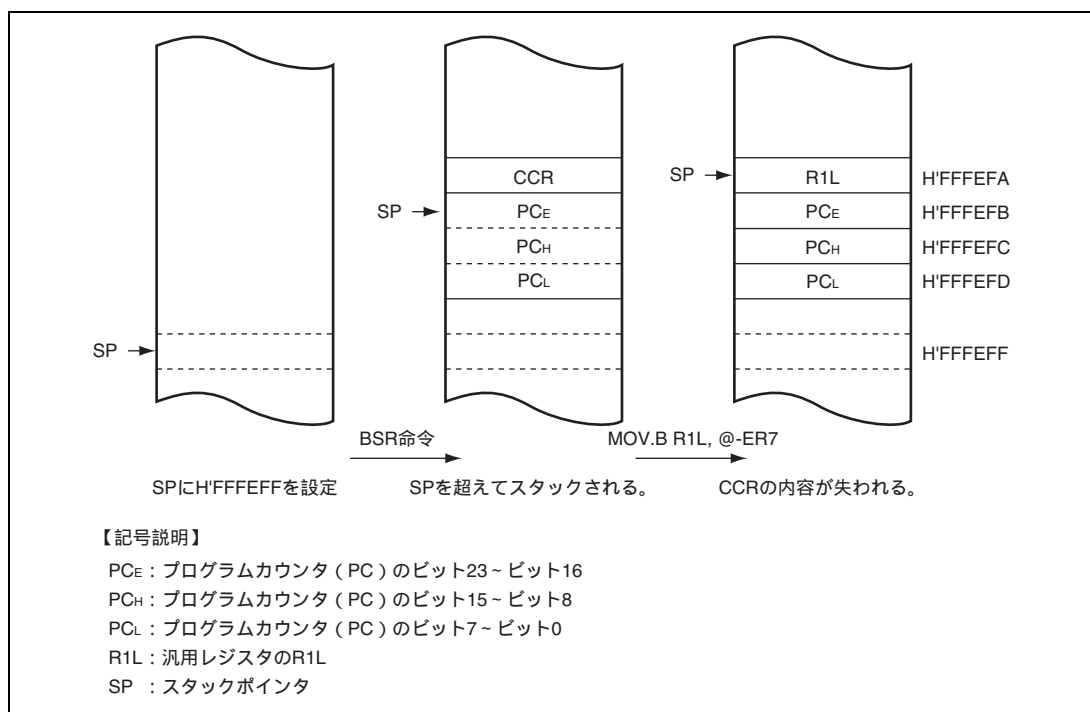 CCR
SP
PCE
PCH
PCL
SP
R1L
H'FFFEFA
PCE
H'FFFEFB
PCH
H'FFFEFC
PCL
H'FFFEFD
SP
H'FFFEFF
BSR命令
MOV.B R1L, @-ER7
SPにH'FFFEFFを設定
SPを超えてスタックされる。
CCRの内容が失われる。
【記号説明】
PCE：プログラムカウンタ（PC）のビット23～ビット16
PCH：プログラムカウンタ（PC）のビット15～ビット8
PCL：プログラムカウンタ（PC）のビット7～ビット0
R1L：汎用レジスタのR1L
SP ：スタックポインタ